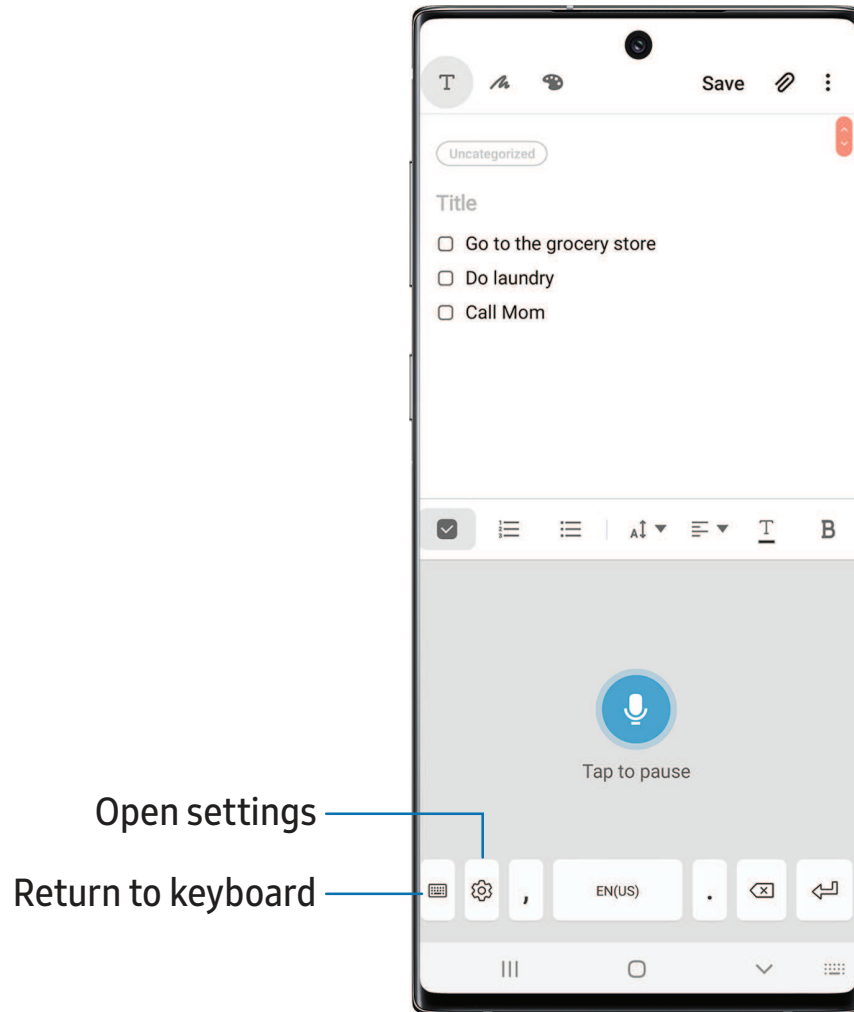 T
Save
Uncategorized
Title
Go to the grocery store
Do laundry
Call Mom
A T B
Tap to pause
Open settings
Return to keyboard
, EN(US) .